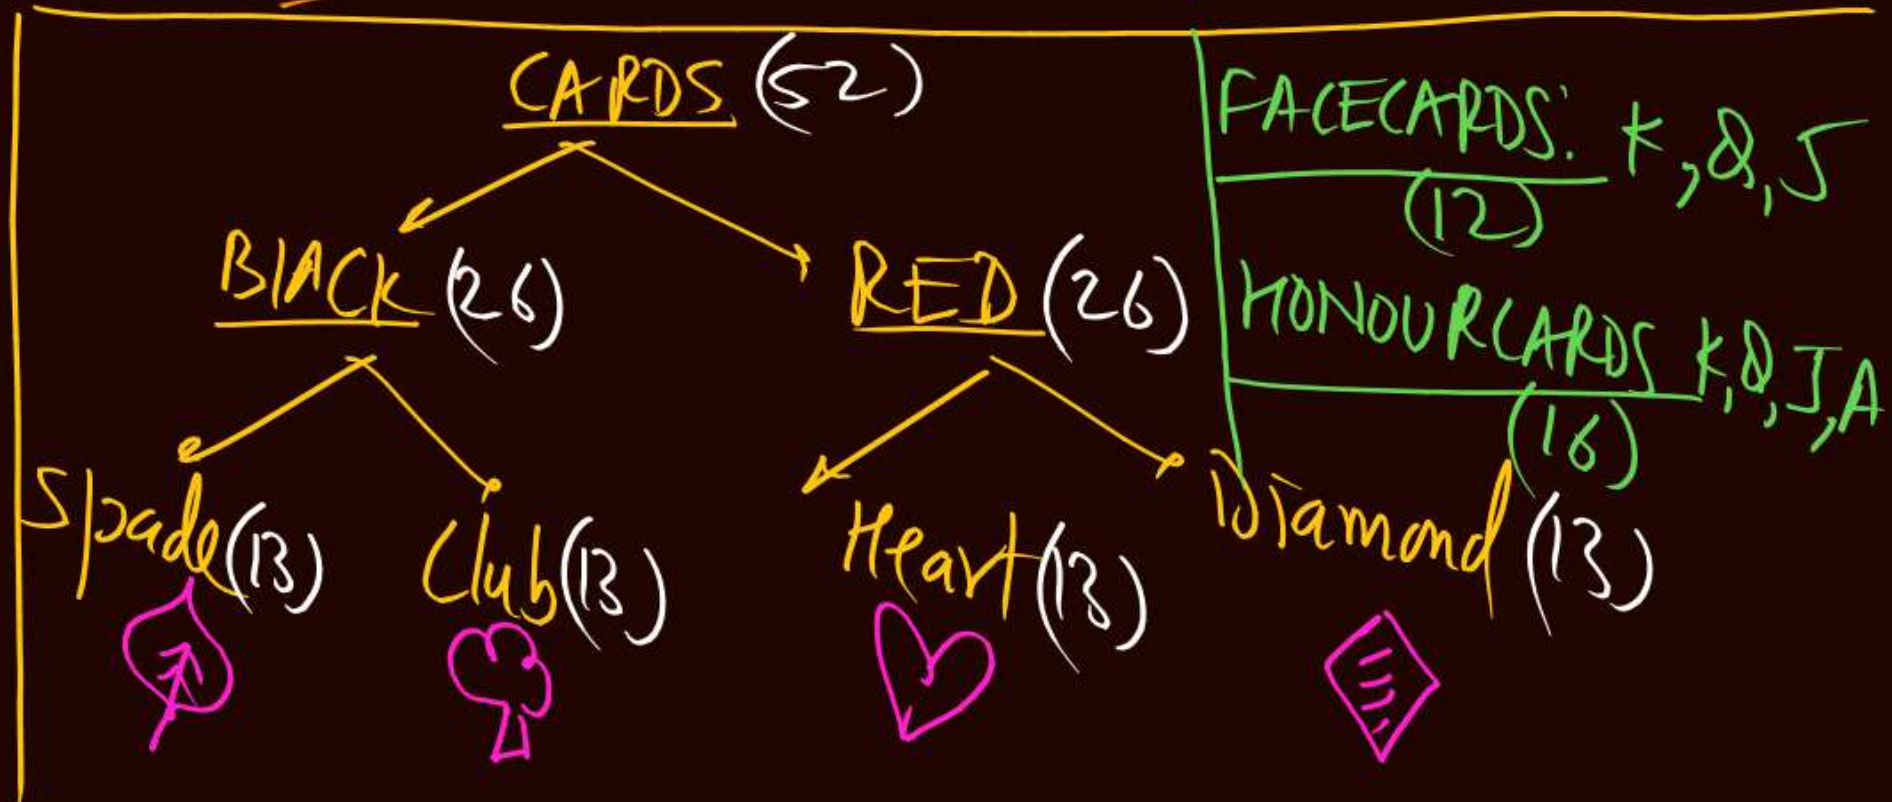 CARDS (52)
BLACK (26)
RED (26)
Spade (13)
Club (13)
Heart (13)
Diamond (13)
FACECARDS: K, Q, J
(12)
HONOURCARDS K, Q, J, A
(16)